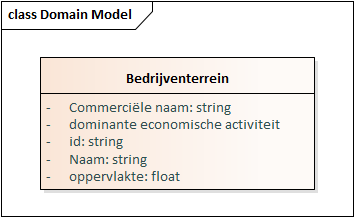 class Domain Model
Bedrijventerrein
- Commerciële naam: string
- dominante economische activiteit
- id: string
- Naam: string
- oppervlakte: float